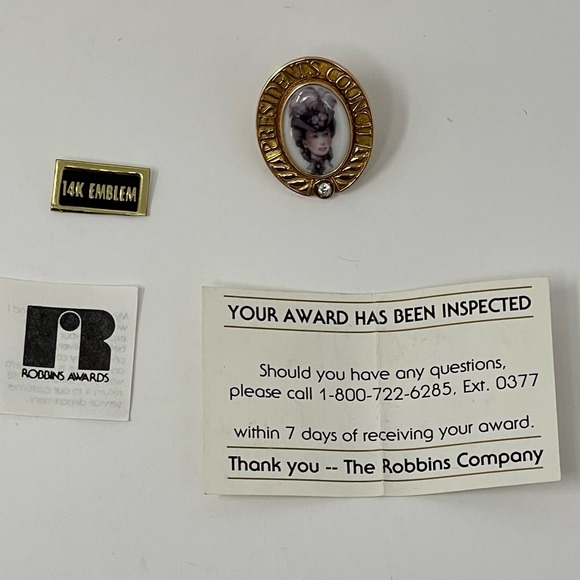 PRESIDENT'S COUNCIL
14K EMBLEM
ROBBINS AWARDS
YOUR AWARD HAS BEEN INSPECTED
Should you have any questions,
please call 1-800-722-6285, Ext. 0377
within 7 days of receiving your award.
Thank you -- The Robbins Company